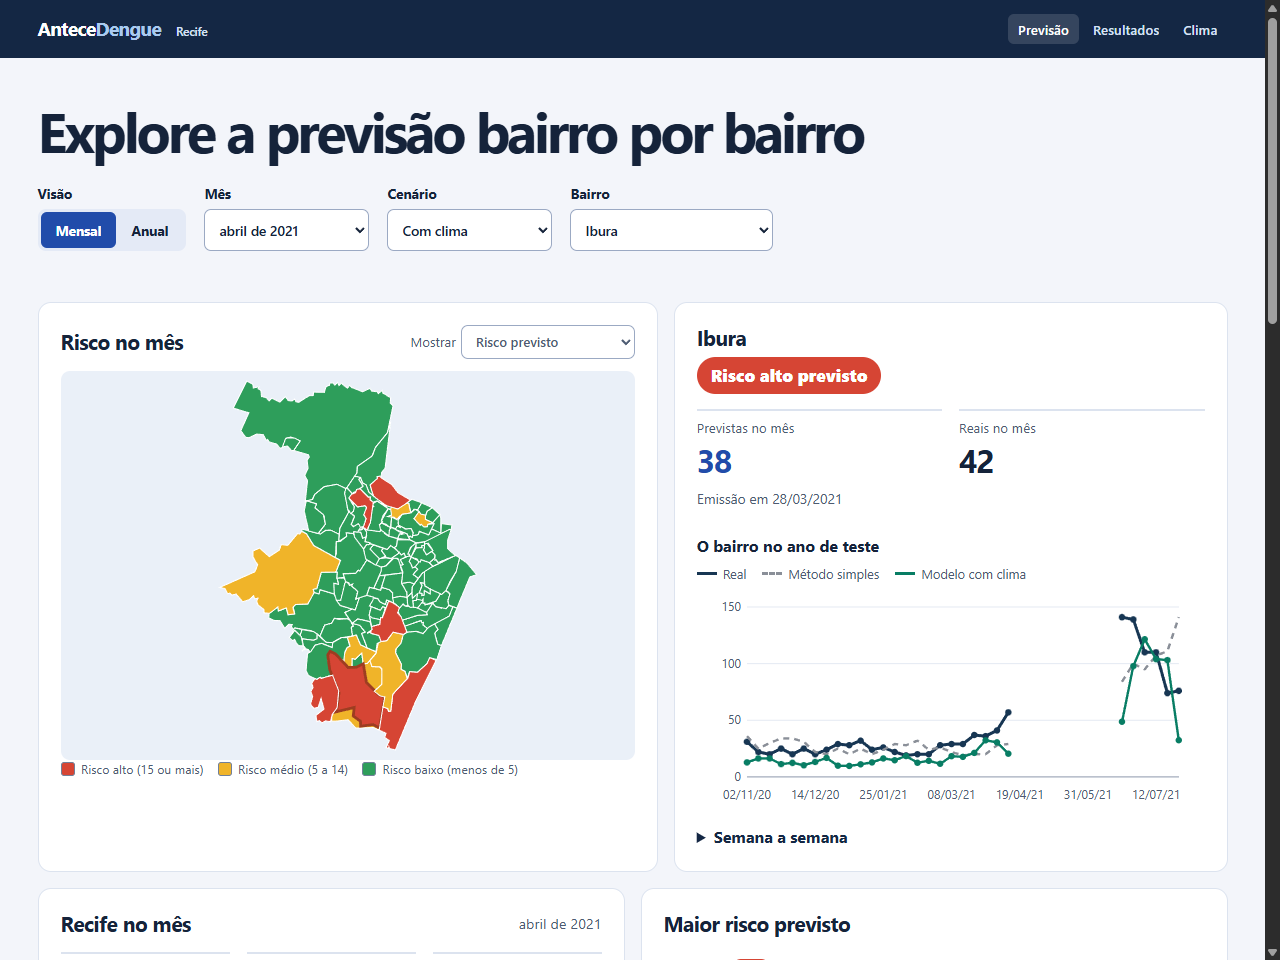 AnteceDengue Recife
Previsão Resultados Clima
Explore a previsão bairro por bairro
Visão Mês Cenário Bairro
Mensal Anual abril de 2021 Com clima Ibura
Risco no mês Mostrar Risco previsto
Risco alto (15 ou mais) Risco médio (5 a 14) Risco baixo (menos de 5)
Ibura
Risco alto previsto
Previstas no mês Reais no mês
38 42
Emissão em 28/03/2021
O bairro no ano de teste
Real Método simples Modelo com clima
150
100
50
0
02/11/20 14/12/20 25/01/21 08/03/21 19/04/21 31/05/21 12/07/21
Semana a semana
Recife no mês abril de 2021
Maior risco previsto